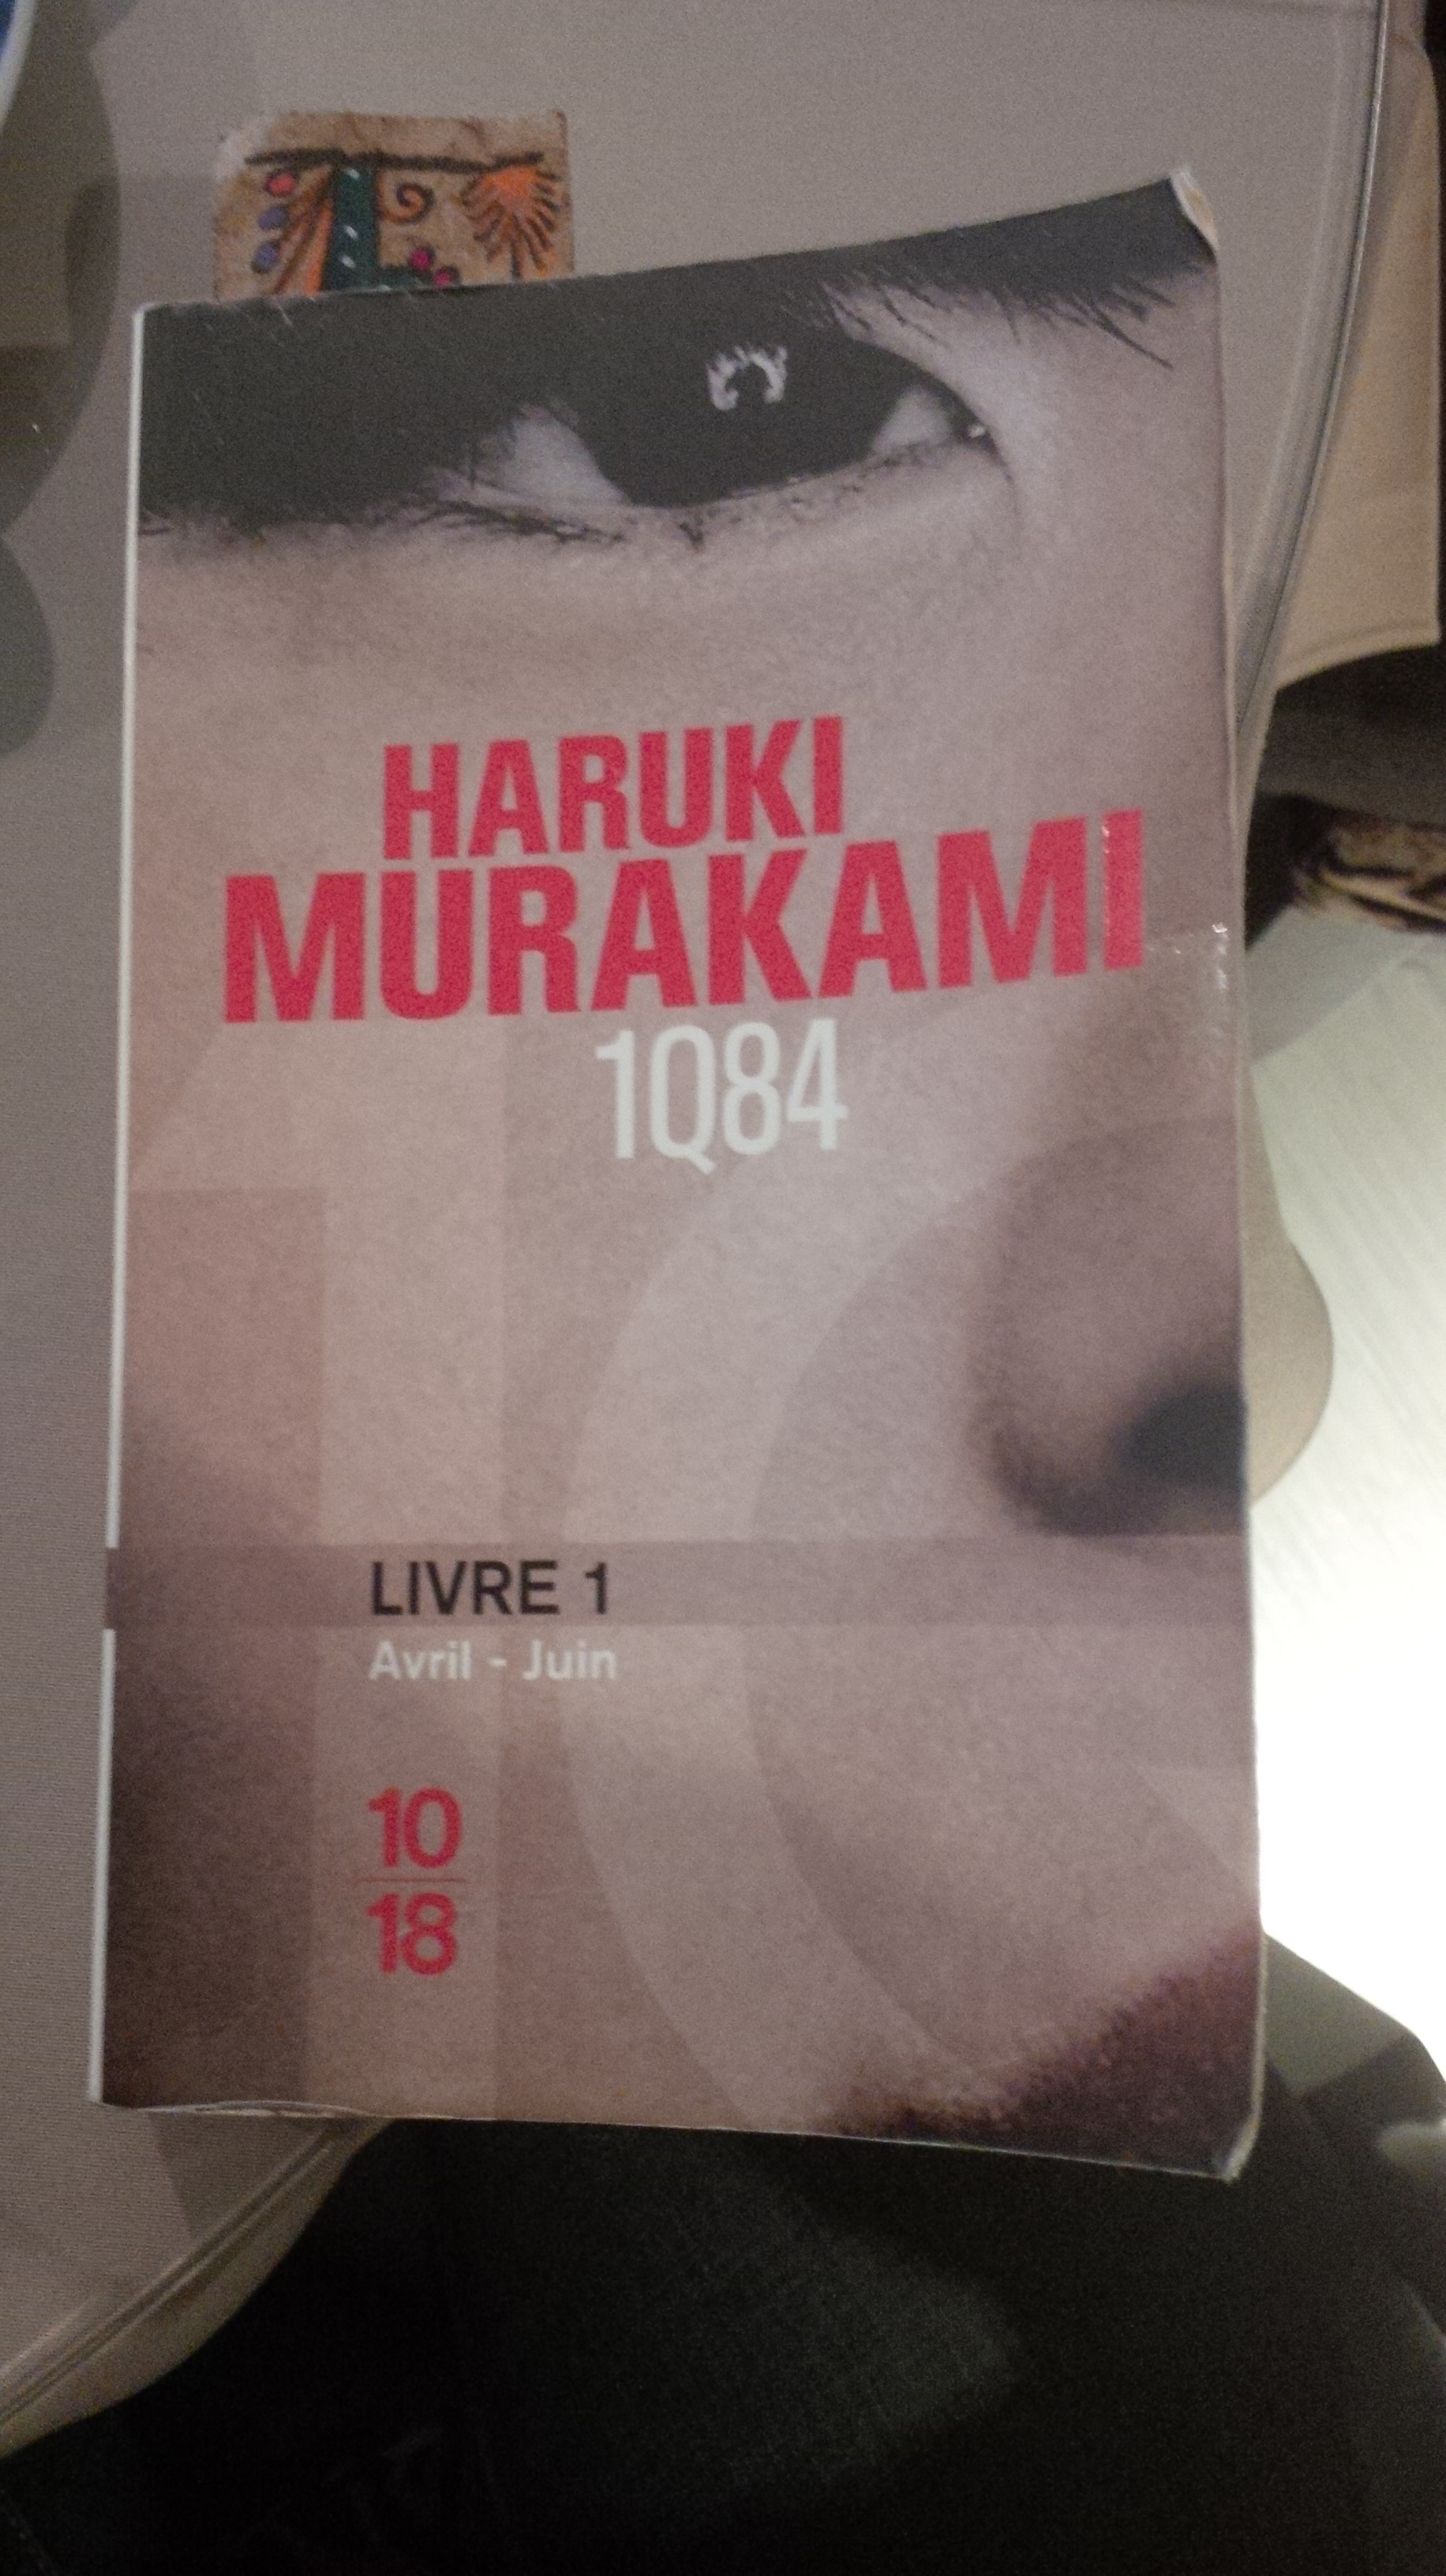 HARUKI
MURAKAMI
1Q84
LIVRE 1
Avril - Juin
10
18